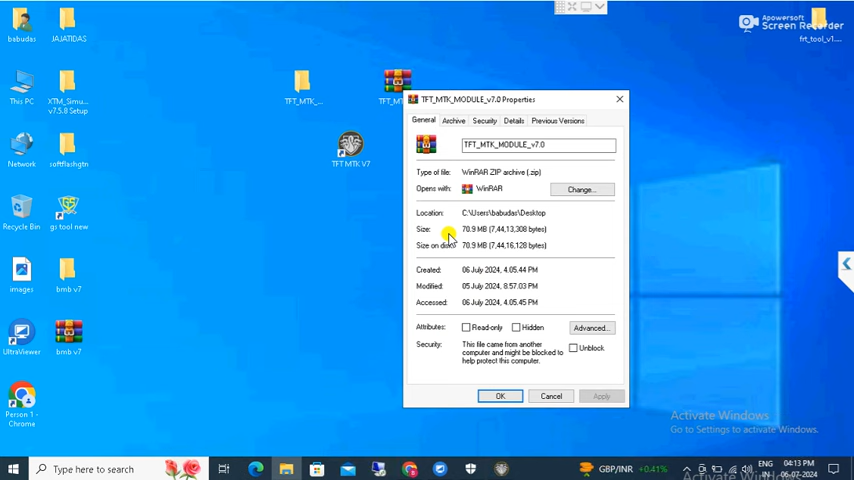 babudas
JAJATIDAS
Apowersoft
Screen Recorder
frt_tool_v1....
This PC
XTM_Simu...
v7.5.8 Setup
TFT_MTK_...
TFT_MT
TFT_MTK_MODULE_v7.0 Properties
General Archive Security Details Previous Versions
TFT_MTK_MODULE_v7.0
Network
softflashgtn
TFT MTK V7
Type of file: WinRAR ZIP archive (.zip)
Opens with: WinRAR Change...
Recycle Bin
gs tool new
Location: C:\Users\babudas\Desktop
Size: 70.9 MB (7,44,13,308 bytes)
Size on disk: 70.9 MB (7,44,16,128 bytes)
images
bmb v7
Created: 06 July 2024, 4.05.44 PM
Modified: 05 July 2024, 8.57.03 PM
Accessed: 06 July 2024, 4.05.45 PM
UltraViewer
bmb v7
Attributes: Read-only Hidden Advanced...
Security: This file came from another
computer and might be blocked to
help protect this computer.
Unblock
OK Cancel Apply
Person 1 -
Chrome
Activate Windows
Go to Settings to activate Windows.
Type here to search
GBP/INR +0.41%
ENG
IN
04:13 PM
06-07-2024
Activate Windows